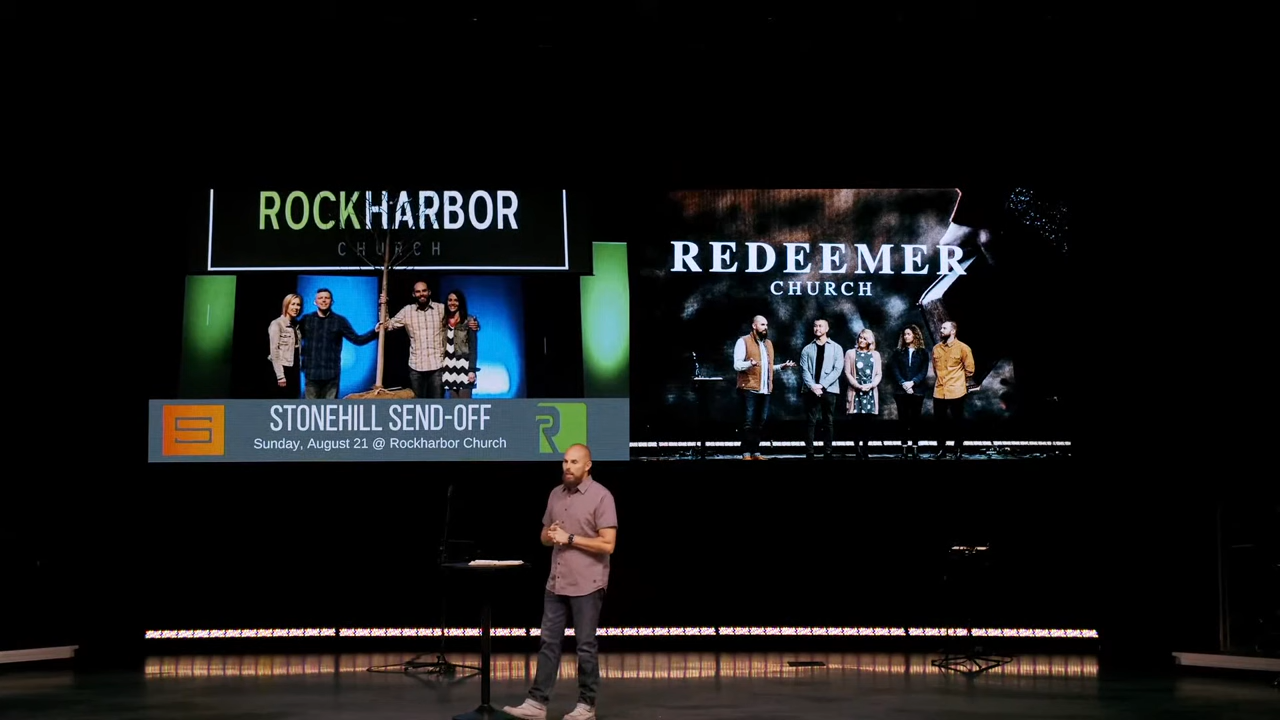 ROCKHARBOR
CHURCH
STONEHILL SEND-OFF
Sunday, August 21 @ Rockharbor Church
REDEEMER
CHURCH